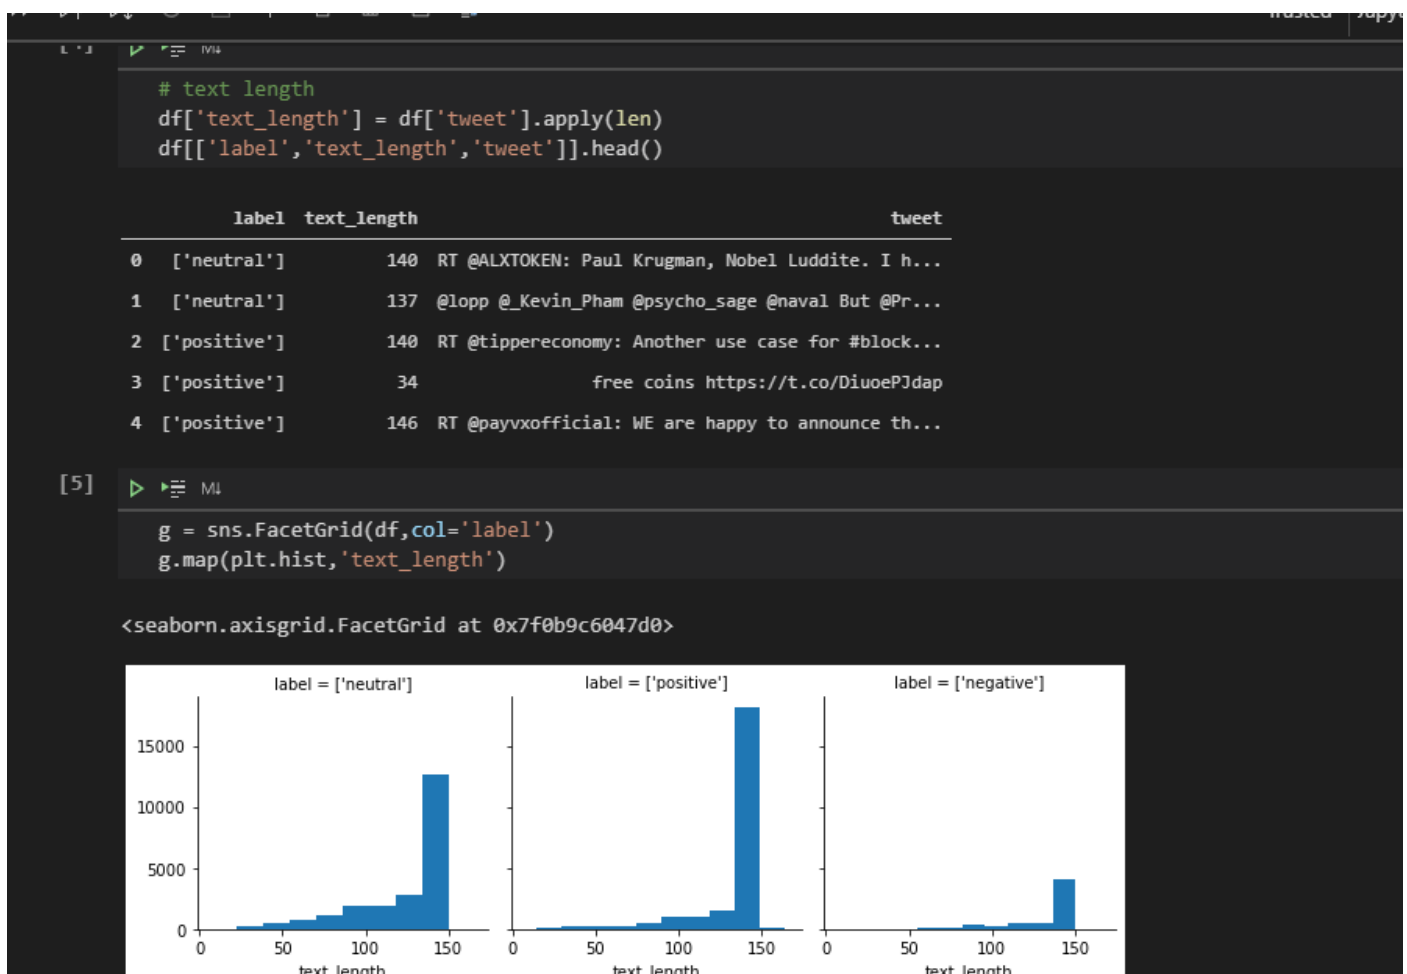 Trusted
M↓
# text length
df['text_length'] = df['tweet'].apply(len)
df[['label','text_length','tweet']].head()
label text_length tweet
0 ['neutral'] 140 RT @ALXTOKEN: Paul Krugman, Nobel Luddite. I h...
1 ['neutral'] 137 @lopp @_Kevin_Pham @psycho_sage @naval But @Pr...
2 ['positive'] 140 RT @tippereconomy: Another use case for #block...
3 ['positive'] 34 free coins https://t.co/DiuoePJdap
4 ['positive'] 146 RT @payvxofficial: WE are happy to announce th...
[5] M↓
g = sns.FacetGrid(df,col='label')
g.map(plt.hist,'text_length')
<seaborn.axisgrid.FacetGrid at 0x7f0b9c6047d0>
label = ['neutral'] label = ['positive'] label = ['negative']
15000
10000
5000
0
0 50 100 150 0 50 100 150 0 50 100 150
text_length text_length text_length